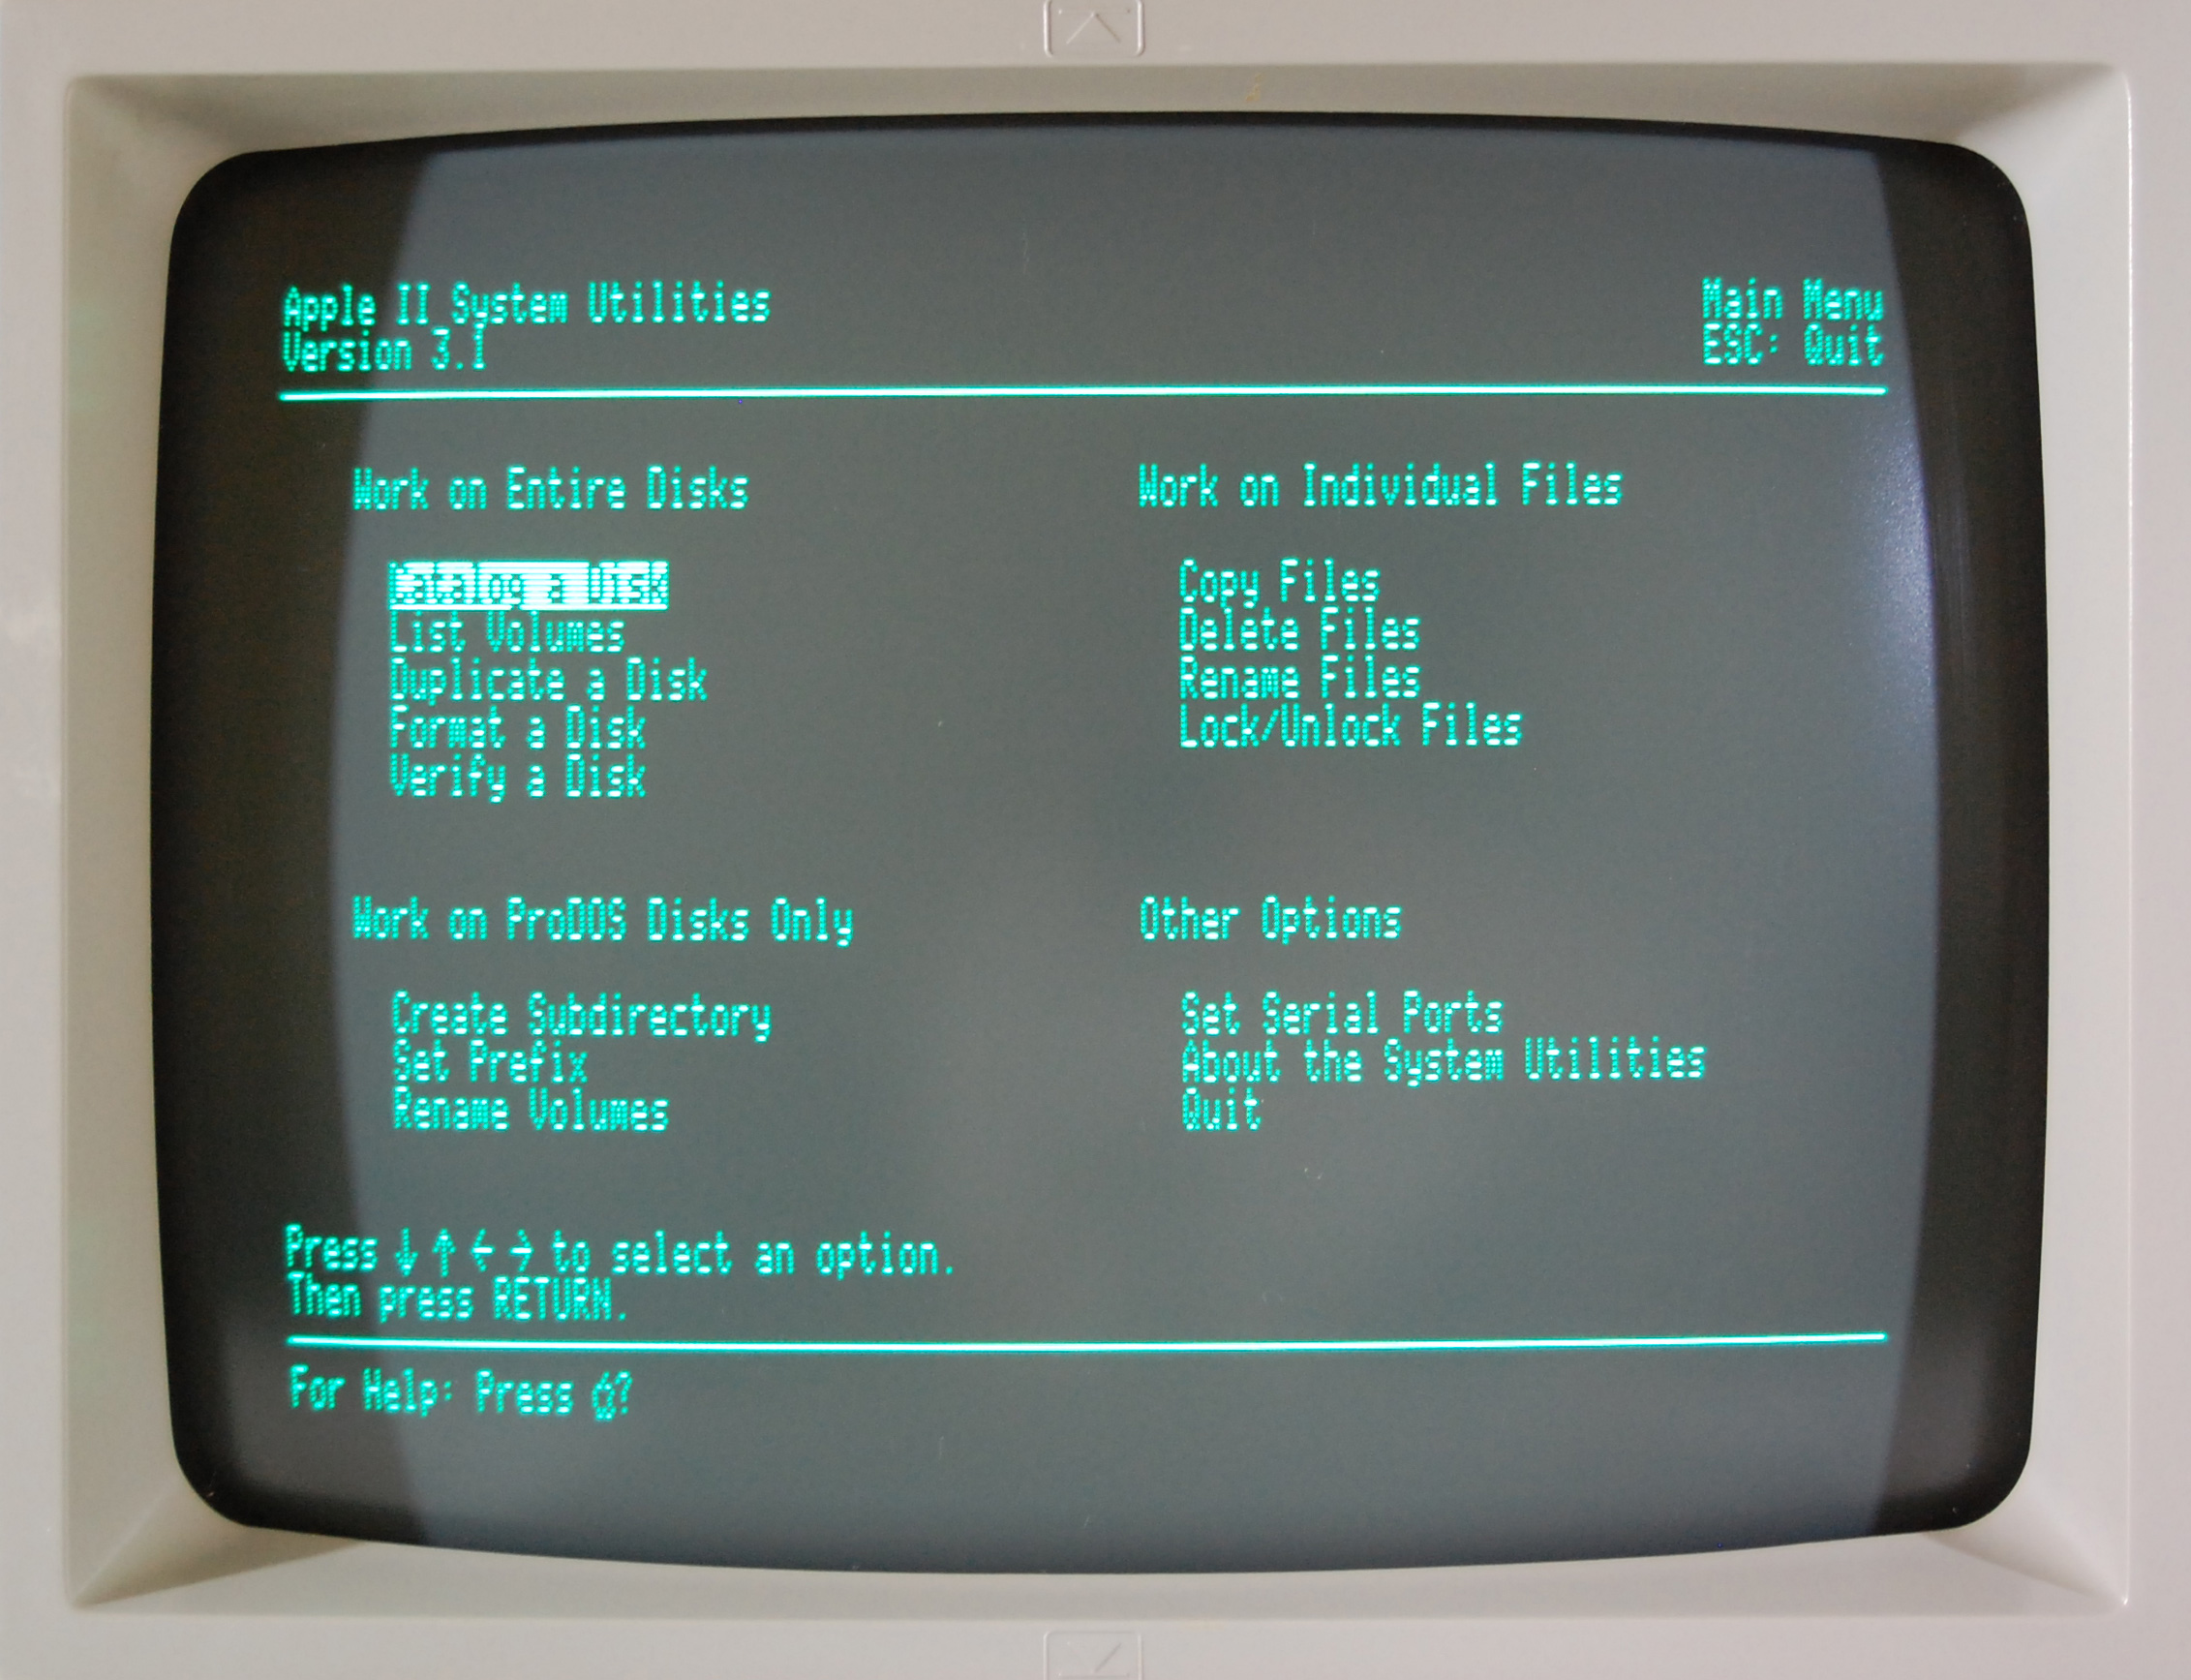 Apple II System Utilities
Main Menu
Version 3.1
ESC: Quit
Work on Entire Disks
Catalog a Disk
List Volumes
Duplicate a Disk
Format a Disk
Verify a Disk
Work on Individual Files
Copy Files
Delete Files
Rename Files
Lock/Unlock Files
Work on ProDOS Disks Only
Create Subdirectory
Set Prefix
Rename Volumes
Other Options
Set Serial Ports
About the System Utilities
Quit
Press ↓ ↑ ← → to select an option.
Then press RETURN.
For Help: Press ?